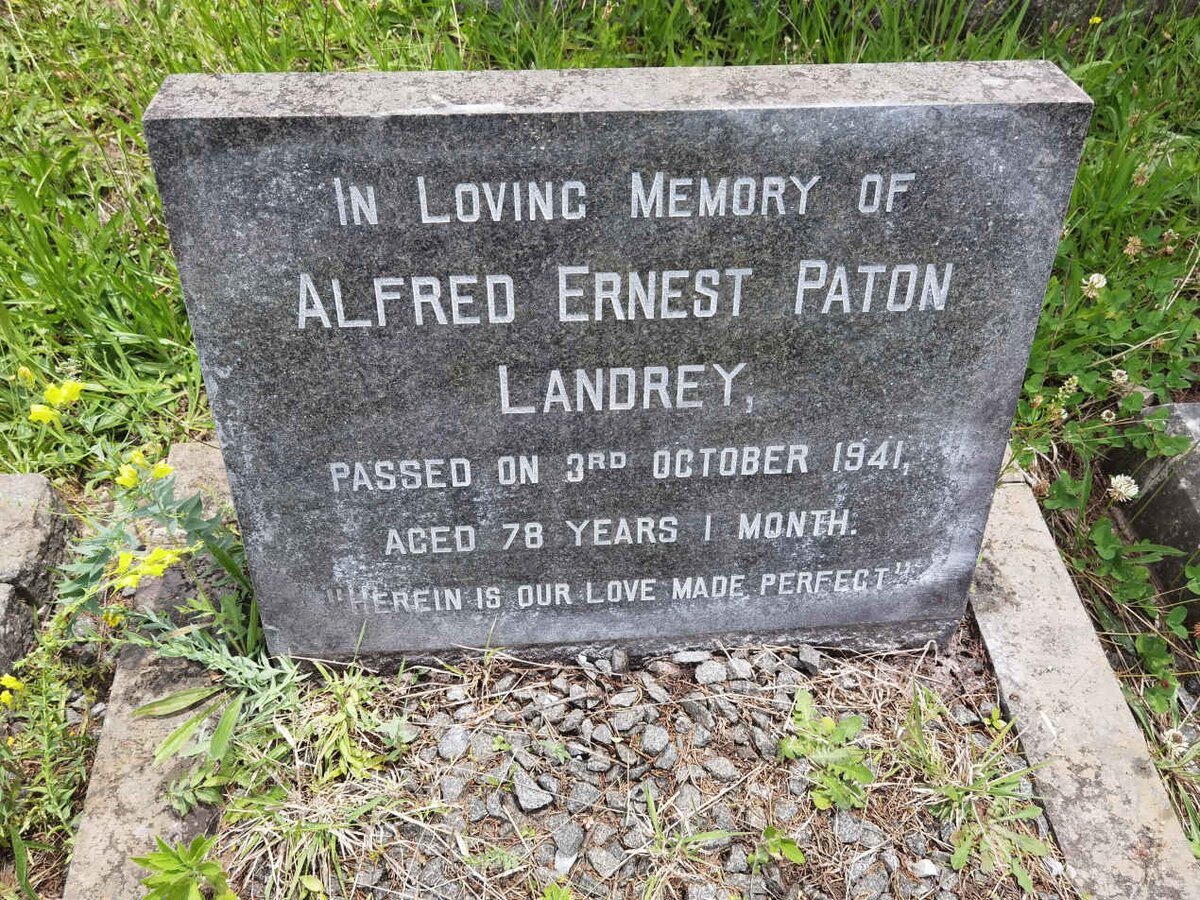 In Loving Memory of
Alfred Ernest Paton
Landrey,
passed on 3rd October 1941,
aged 78 years 1 month.
"Herein is our love made perfect"